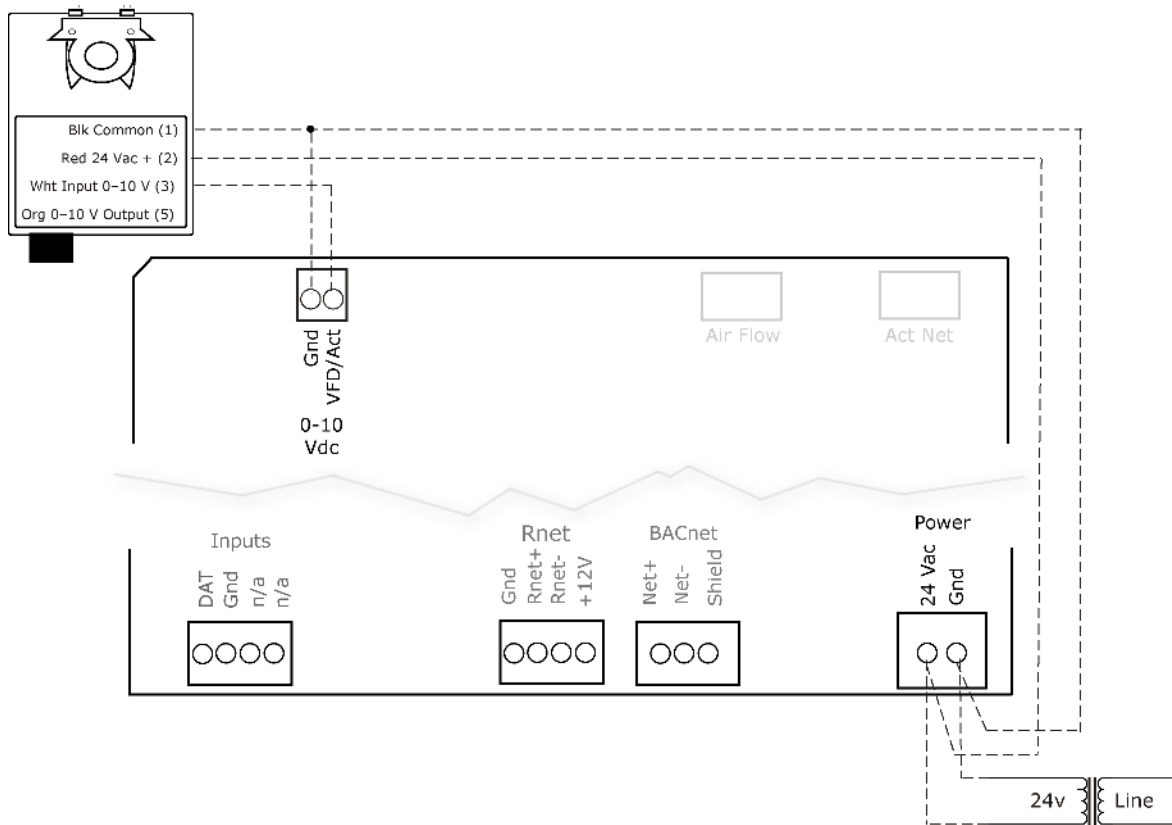 Blk Common (1)
Red 24 Vac + (2)
Wht Input 0–10 V (3)
Org 0–10 V Output (5)
Gnd
VFD/Act
0-10
Vdc
Air Flow
Act Net
Inputs
DAT
Gnd
n/a
n/a
Rnet
Gnd
Rnet+
Rnet-
+12V
BACnet
Net+
Net-
Shield
Power
24 Vac
Gnd
24v
Line